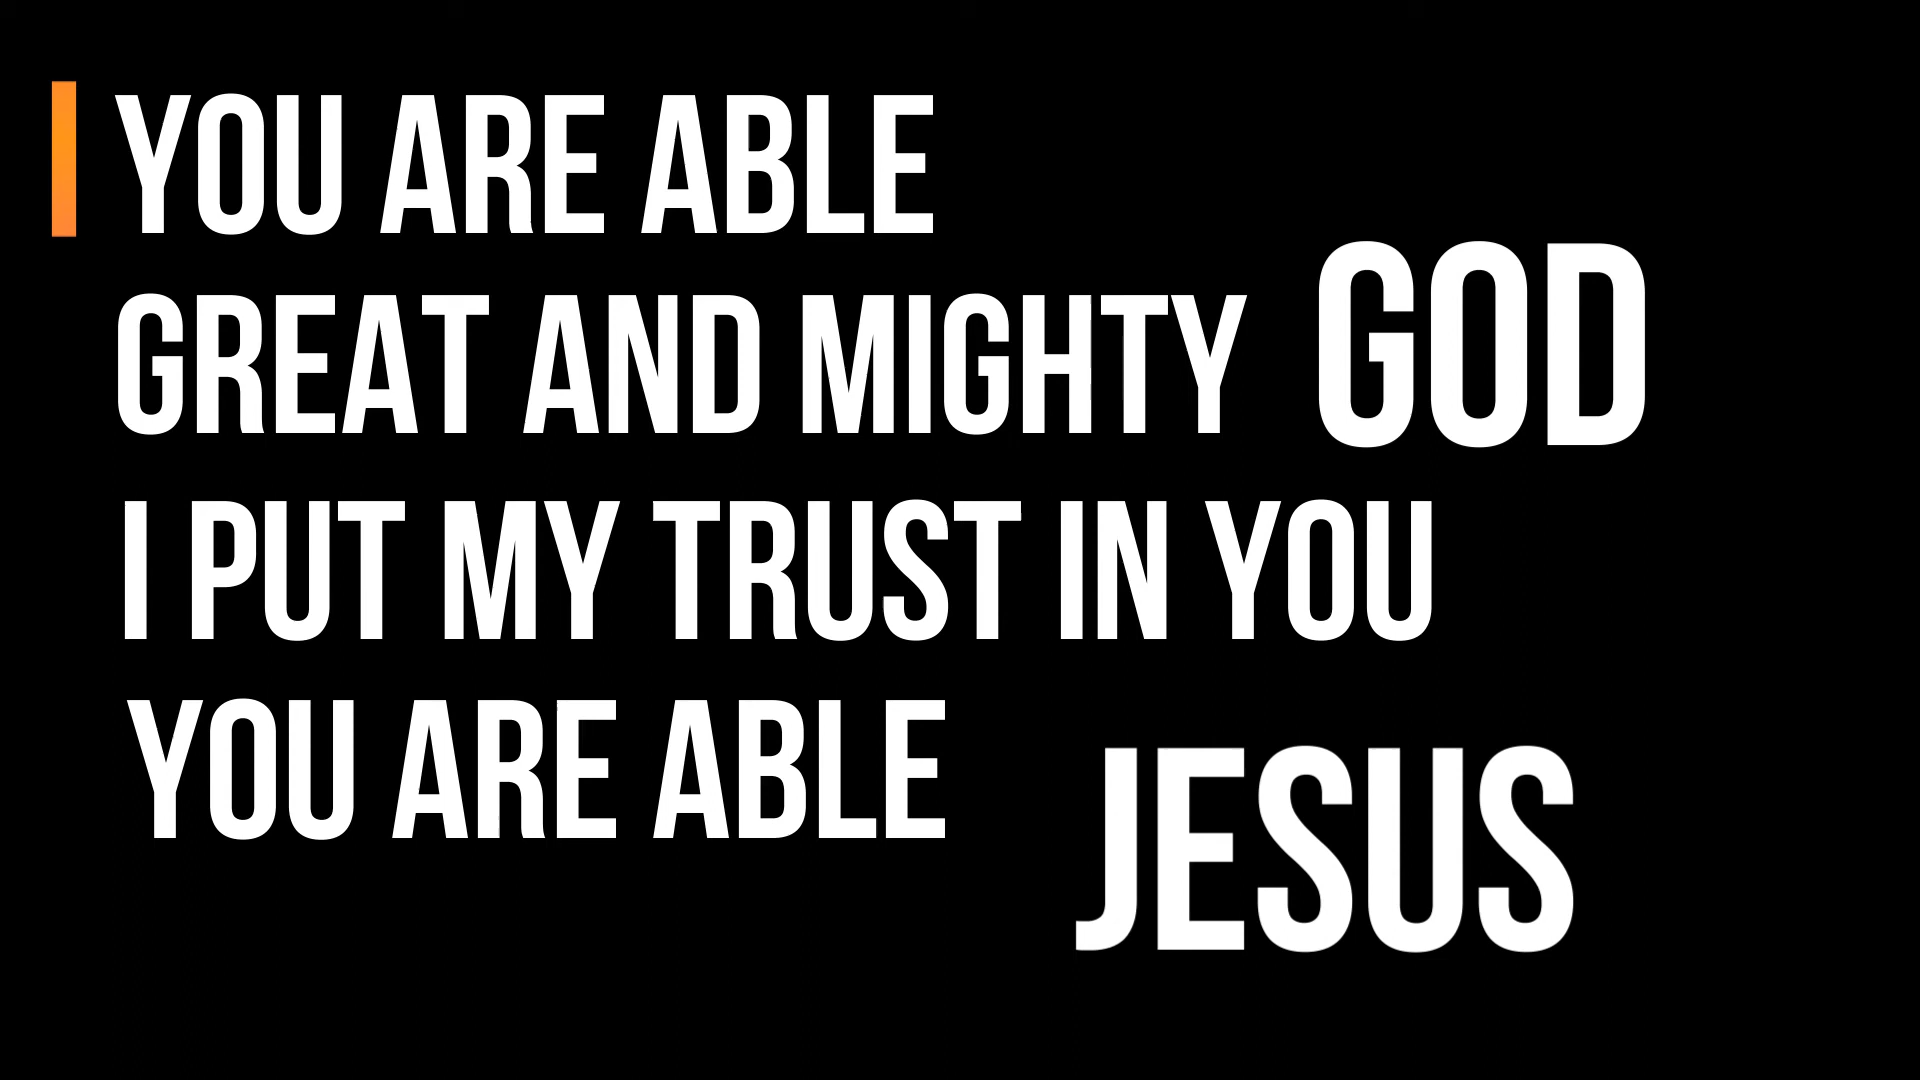 YOU ARE ABLE
GREAT AND MIGHTY GOD
I PUT MY TRUST IN YOU
YOU ARE ABLE
JESUS